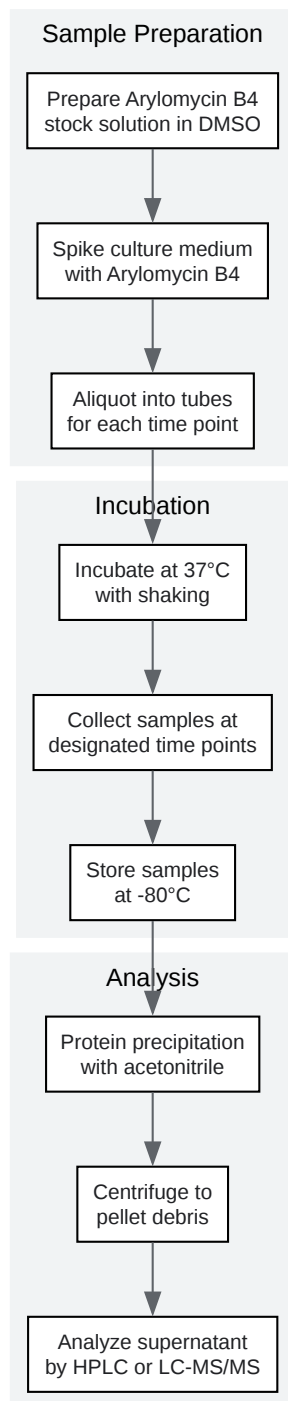 Sample Preparation
Prepare Arylomycin B4
stock solution in DMSO
Spike culture medium
with Arylomycin B4
Aliquot into tubes
for each time point
Incubation
Incubate at 37°C
with shaking
Collect samples at
designated time points
Store samples
at -80°C
Analysis
Protein precipitation
with acetonitrile
Centrifuge to
pellet debris
Analyze supernatant
by HPLC or LC-MS/MS